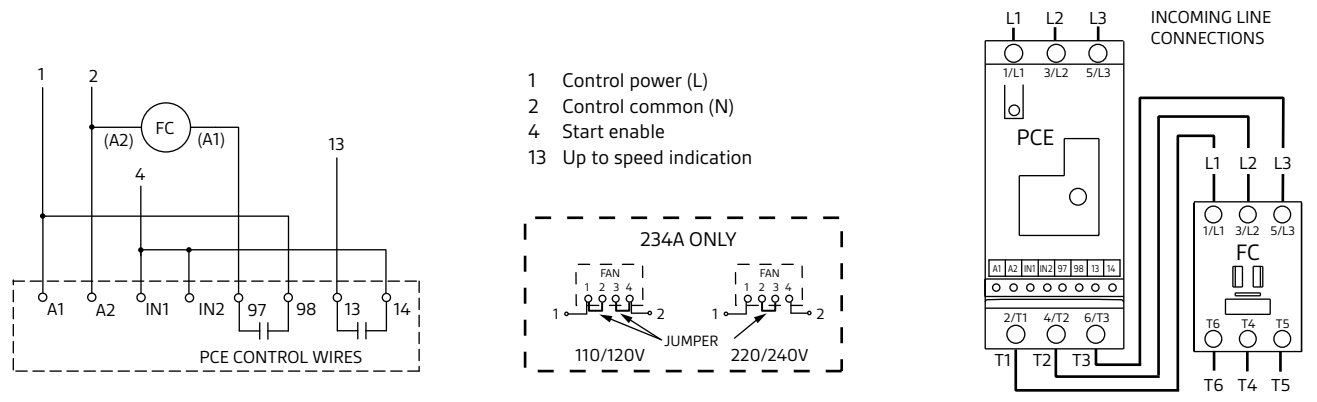 1 2
FC
(A2) (A1)
13
4
A1 A2 IN1 IN2 97 98 13 14
PCE CONTROL WIRES
1 Control power (L)
2 Control common (N)
4 Start enable
13 Up to speed indication
234A ONLY
FAN
1 2 3 4
1 2
110/120V
JUMPER
FAN
1 2 3 4
1 2
220/240V
L1 L2 L3
INCOMING LINE
CONNECTIONS
1/L1 3/L2 5/L3
PCE
A1 A2 IN1 IN2 97 98 13 14
2/T1 4/T2 6/T3
T1 T2 T3
L1 L2 L3
1/L1 3/L2 5/L3
FC
T6 T4 T5
T6 T4 T5